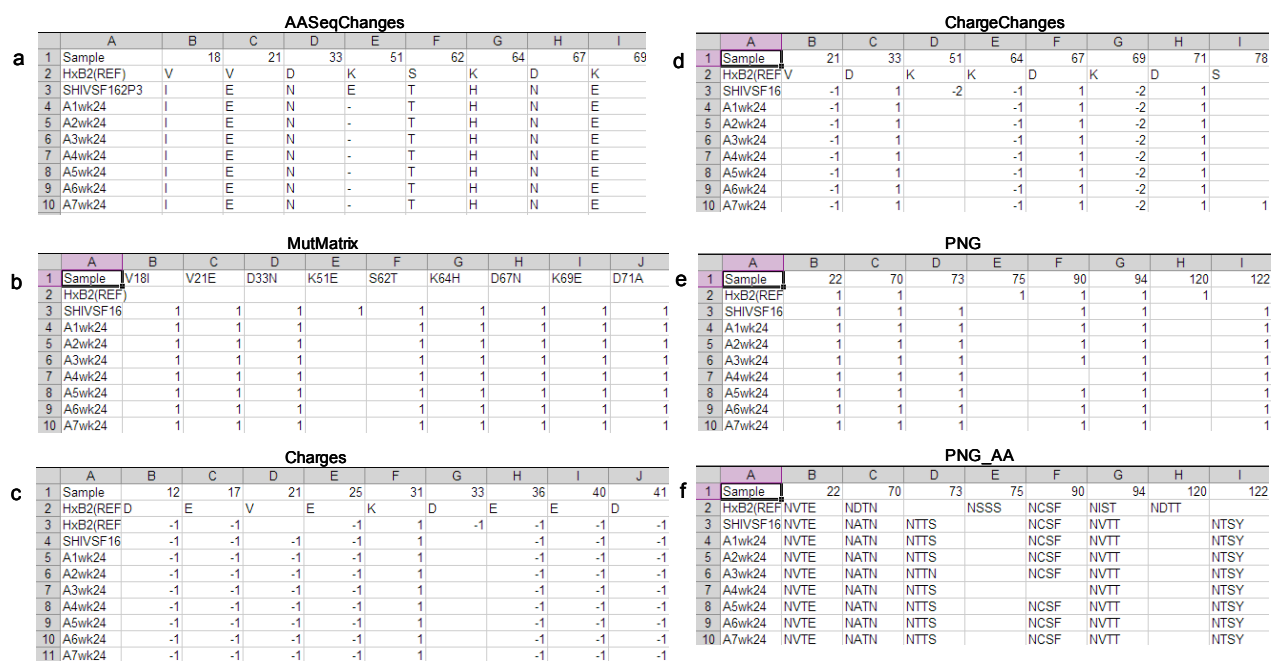 AASeqChanges
a
A B C D E F G H I
1 Sample 18 21 33 51 62 64 67 69
2 HxB2(REF) V V D K S K D K
3 SHIVSF162P3 I E N E T H N E
4 A1wk24 I E N - T H N E
5 A2wk24 I E N - T H N E
6 A3wk24 I E N - T H N E
7 A4wk24 I E N - T H N E
8 A5wk24 I E N - T H N E
9 A6wk24 I E N - T H N E
10 A7wk24 I E N - T H N E
MutMatrix
b
A B C D E F G H I J
1 Sample V18I V21E D33N K51E S62T K64H D67N K69E D71A
2 HxB2(REF)
3 SHIVSF16 1 1 1 1 1 1 1 1 1
4 A1wk24 1 1 1 1 1 1 1 1
5 A2wk24 1 1 1 1 1 1 1 1
6 A3wk24 1 1 1 1 1 1 1 1
7 A4wk24 1 1 1 1 1 1 1 1
8 A5wk24 1 1 1 1 1 1 1 1
9 A6wk24 1 1 1 1 1 1 1 1
10 A7wk24 1 1 1 1 1 1 1 1
Charges
c
A B C D E F G H I J
1 Sample 12 17 21 25 31 33 36 40 41
2 HxB2(REF D E V E K D E E D
3 HxB2(REF -1 -1 -1 1 -1 -1 -1 -1
4 SHIVSF16 -1 -1 -1 -1 1 -1 -1 -1
5 A1wk24 -1 -1 -1 -1 1 -1 -1 -1
6 A2wk24 -1 -1 -1 -1 1 -1 -1 -1
7 A3wk24 -1 -1 -1 -1 1 -1 -1 -1
8 A4wk24 -1 -1 -1 -1 1 -1 -1 -1
9 A5wk24 -1 -1 -1 -1 1 -1 -1 -1
10 A6wk24 -1 -1 -1 -1 1 -1 -1 -1
11 A7wk24 -1 -1 -1 -1 1 -1 -1 -1
ChargeChanges
d
A B C D E F G H I
1 Sample 21 33 51 64 67 69 71 78
2 HxB2(REF V D K K D K D S
3 SHIVSF16 -1 1 -2 -1 1 -2 1
4 A1wk24 -1 1 -1 1 -2 1
5 A2wk24 -1 1 -1 1 -2 1
6 A3wk24 -1 1 -1 1 -2 1
7 A4wk24 -1 1 -1 1 -2 1
8 A5wk24 -1 1 -1 1 -2 1
9 A6wk24 -1 1 -1 1 -2 1
10 A7wk24 -1 1 -1 1 -2 1 1
PNG
e
A B C D E F G H I
1 Sample 22 70 73 75 90 94 120 122
2 HxB2(REF 1 1 1 1 1 1
3 SHIVSF16 1 1 1 1 1 1
4 A1wk24 1 1 1 1 1 1
5 A2wk24 1 1 1 1 1 1
6 A3wk24 1 1 1 1 1 1
7 A4wk24 1 1 1 1 1
8 A5wk24 1 1 1 1 1 1
9 A6wk24 1 1 1 1 1 1
10 A7wk24 1 1 1 1 1 1
PNG_AA
f
A B C D E F G H I
1 Sample 22 70 73 75 90 94 120 122
2 HxB2(REF NVTE NDTN NSSS NCSF NIST NDTT
3 SHIVSF16 NVTE NATN NTTS NCSF NVTT NTSY
4 A1wk24 NVTE NATN NTTS NCSF NVTT NTSY
5 A2wk24 NVTE NATN NTTS NCSF NVTT NTSY
6 A3wk24 NVTE NATN NTTN NCSF NVTT NTSY
7 A4wk24 NVTE NATN NTTS NVTT NTSY
8 A5wk24 NVTE NATN NTTS NCSF NVTT NTSY
9 A6wk24 NVTE NATN NTTS NCSF NVTT NTSY
10 A7wk24 NVTE NATN NTTS NCSF NVTT NTSY